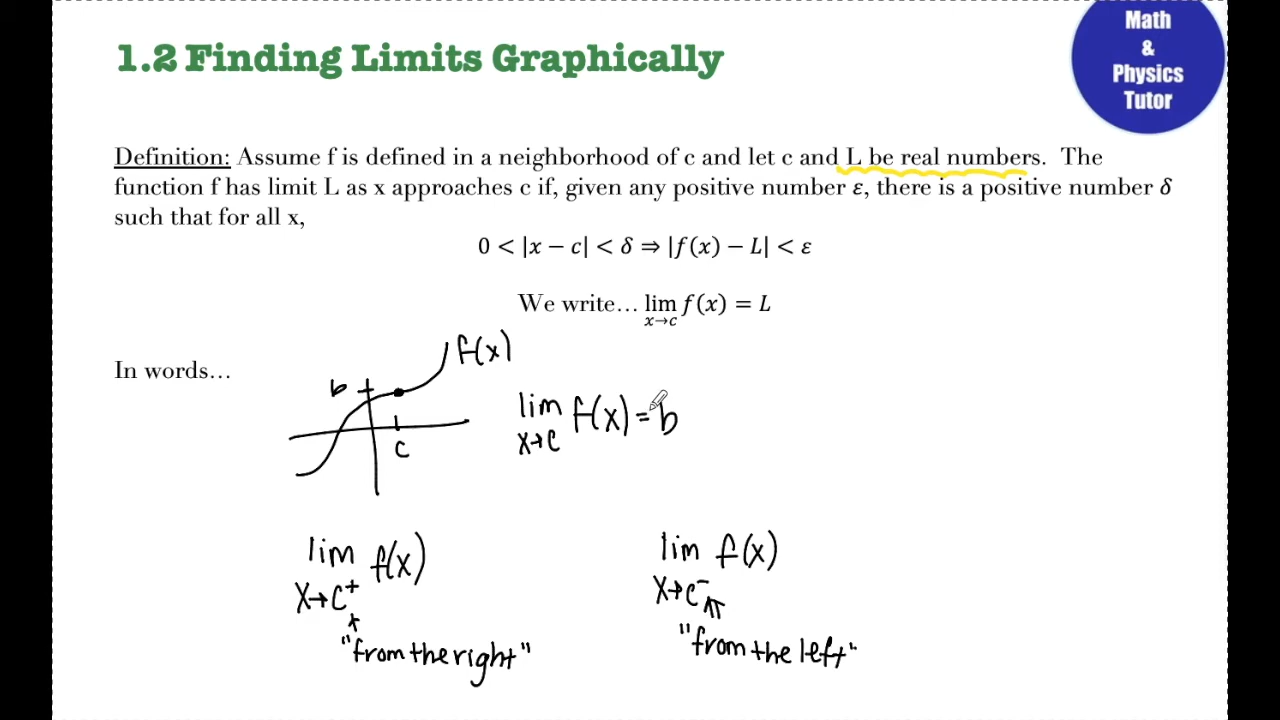 Math
&
Physics
Tutor
1.2 Finding Limits Graphically
Definition: Assume f is defined in a neighborhood of c and let c and L be real numbers. The
function f has limit L as x approaches c if, given any positive number ε, there is a positive number δ
such that for all x,
0 < |x − c| < δ ⇒ |f(x) − L| < ε
We write… lim f(x) = L
x→c
In words…
f(x)
b
c
lim f(x) = b
x→c
lim f(x)
x→c⁺
"from the right"
lim f(x)
x→c⁻
"from the left"